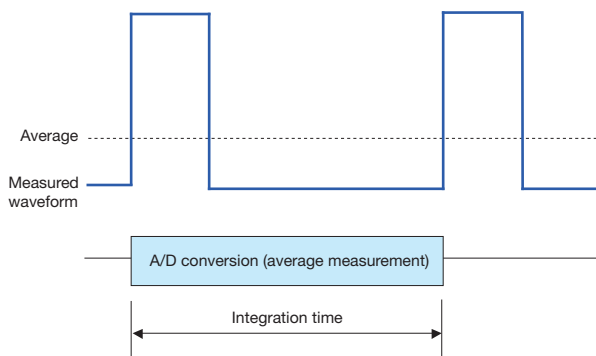 Average
Measured
waveform
A/D conversion (average measurement)
Integration time